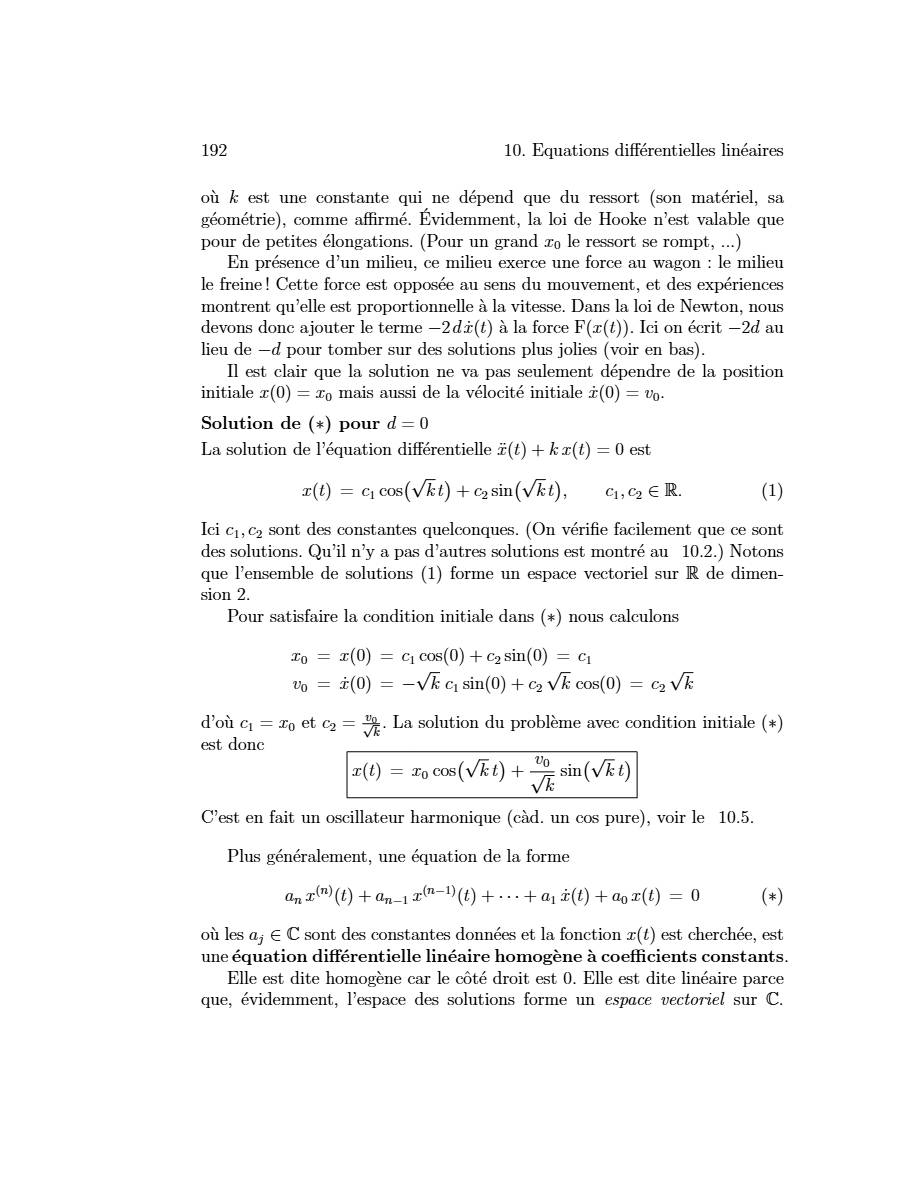 192 10. Equations différentielles linéaires
où k est une constante qui ne dépend que du ressort (son matériel, sa
géométrie), comme affirmé. Évidemment, la loi de Hooke n'est valable que
pour de petites élongations. (Pour un grand x₀ le ressort se rompt, ...)
En présence d'un milieu, ce milieu exerce une force au wagon : le milieu
le freine ! Cette force est opposée au sens du mouvement, et des expériences
montrent qu'elle est proportionnelle à la vitesse. Dans la loi de Newton, nous
devons donc ajouter le terme −2dẋ(t) à la force F(x(t)). Ici on écrit −2d au
lieu de −d pour tomber sur des solutions plus jolies (voir en bas).
Il est clair que la solution ne va pas seulement dépendre de la position
initiale x(0) = x₀ mais aussi de la vélocité initiale ẋ(0) = v₀.
Solution de (∗) pour d = 0
La solution de l'équation différentielle ẍ(t) + k x(t) = 0 est
x(t) = c₁ cos(√k t) + c₂ sin(√k t), c₁, c₂ ∈ ℝ. (1)
Ici c₁, c₂ sont des constantes quelconques. (On vérifie facilement que ce sont
des solutions. Qu'il n'y a pas d'autres solutions est montré au 10.2.) Notons
que l'ensemble de solutions (1) forme un espace vectoriel sur ℝ de dimen-
sion 2.
Pour satisfaire la condition initiale dans (∗) nous calculons
x₀ = x(0) = c₁ cos(0) + c₂ sin(0) = c₁
v₀ = ẋ(0) = −√k c₁ sin(0) + c₂ √k cos(0) = c₂ √k
d'où c₁ = x₀ et c₂ = v₀/√k. La solution du problème avec condition initiale (∗)
est donc
x(t) = x₀ cos(√k t) + v₀/√k sin(√k t)
C'est en fait un oscillateur harmonique (càd. un cos pure), voir le 10.5.
Plus généralement, une équation de la forme
aₙ x⁽ⁿ⁾(t) + aₙ₋₁ x⁽ⁿ⁻¹⁾(t) + · · · + a₁ ẋ(t) + a₀ x(t) = 0 (∗)
où les aⱼ ∈ ℂ sont des constantes données et la fonction x(t) est cherchée, est
une équation différentielle linéaire homogène à coefficients constants.
Elle est dite homogène car le côté droit est 0. Elle est dite linéaire parce
que, évidemment, l'espace des solutions forme un espace vectoriel sur ℂ.